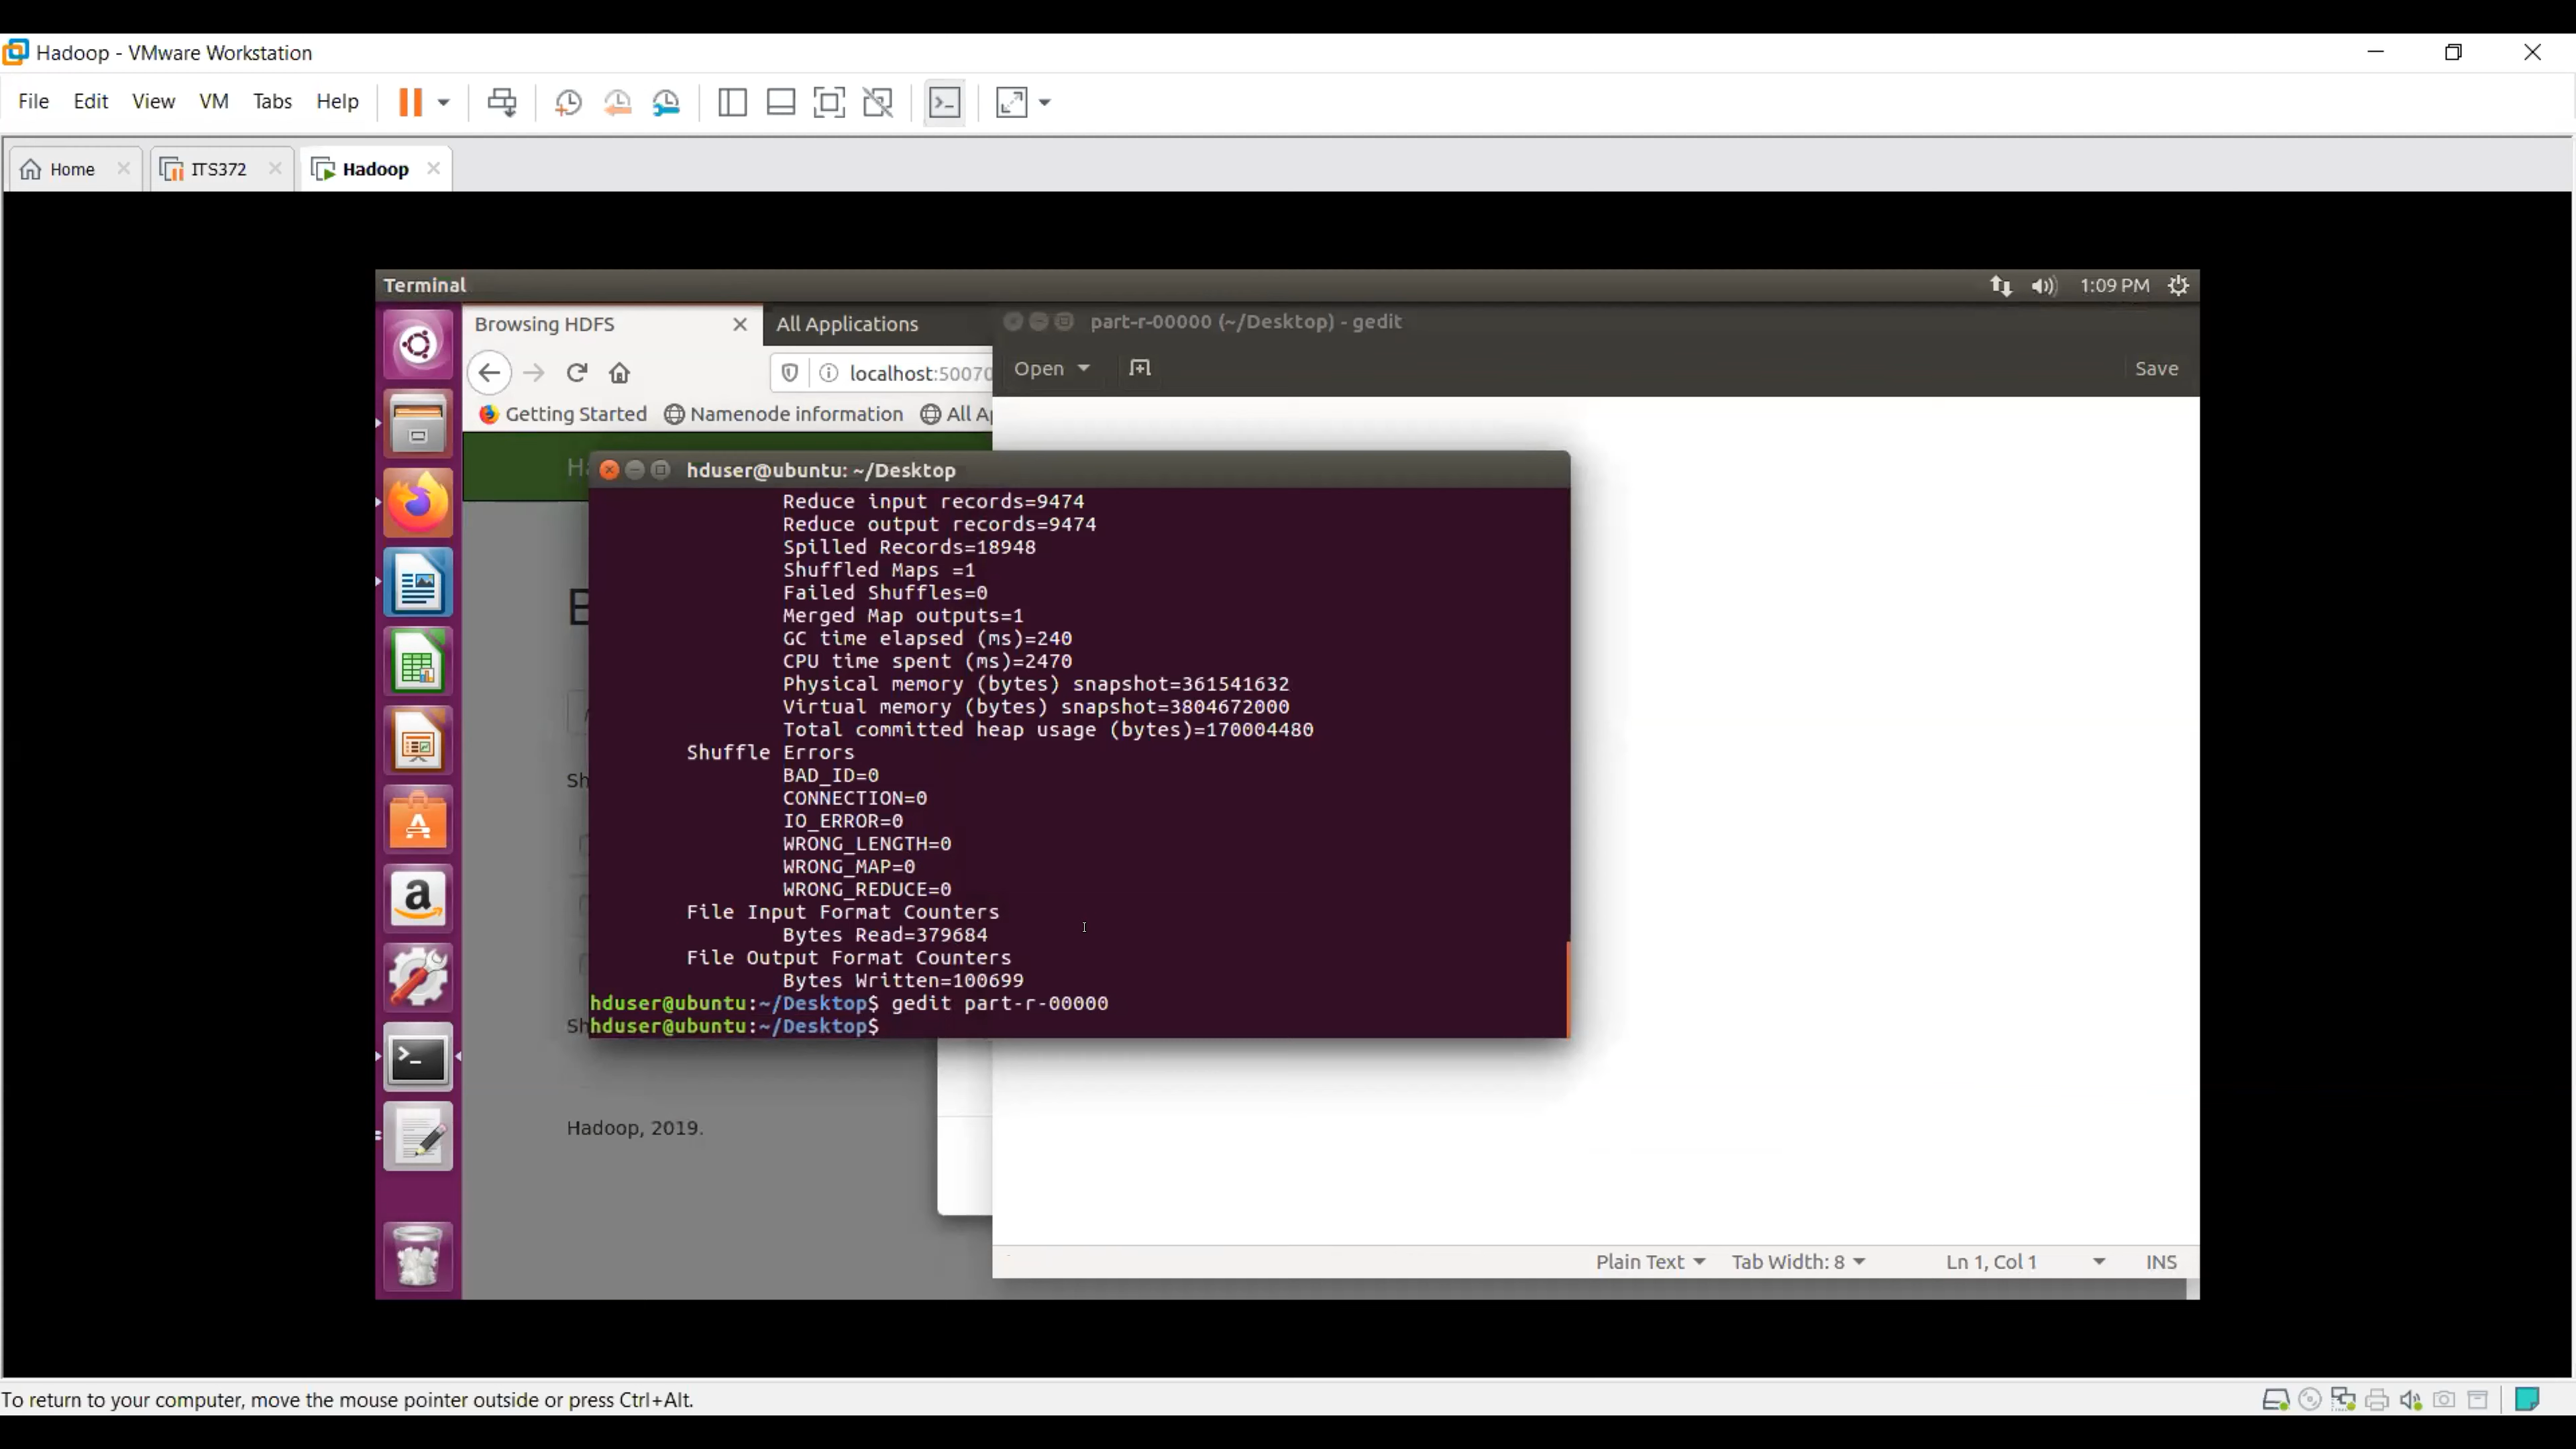 Hadoop - VMware Workstation
File Edit View VM Tabs Help
Home ITS372 Hadoop
Terminal 1:09 PM
Browsing HDFS All Applications
part-r-00000 (~/Desktop) - gedit
localhost:50070
Open Save
Getting Started Namenode information All Ap
hduser@ubuntu: ~/Desktop
Reduce input records=9474
Reduce output records=9474
Spilled Records=18948
Shuffled Maps =1
Failed Shuffles=0
Merged Map outputs=1
GC time elapsed (ms)=240
CPU time spent (ms)=2470
Physical memory (bytes) snapshot=361541632
Virtual memory (bytes) snapshot=3804672000
Total committed heap usage (bytes)=170004480
Shuffle Errors
BAD_ID=0
CONNECTION=0
IO_ERROR=0
WRONG_LENGTH=0
WRONG_MAP=0
WRONG_REDUCE=0
File Input Format Counters
Bytes Read=379684
File Output Format Counters
Bytes Written=100699
hduser@ubuntu:~/Desktop$ gedit part-r-00000
hduser@ubuntu:~/Desktop$
Hadoop, 2019.
Plain Text Tab Width: 8 Ln 1, Col 1 INS
To return to your computer, move the mouse pointer outside or press Ctrl+Alt.